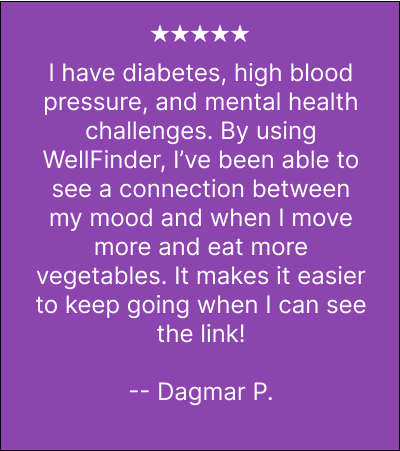 ★★★★★
I have diabetes, high blood
pressure, and mental health
challenges. By using
WellFinder, I’ve been able to
see a connection between
my mood and when I move
more and eat more
vegetables. It makes it easier
to keep going when I can see
the link!
-- Dagmar P.